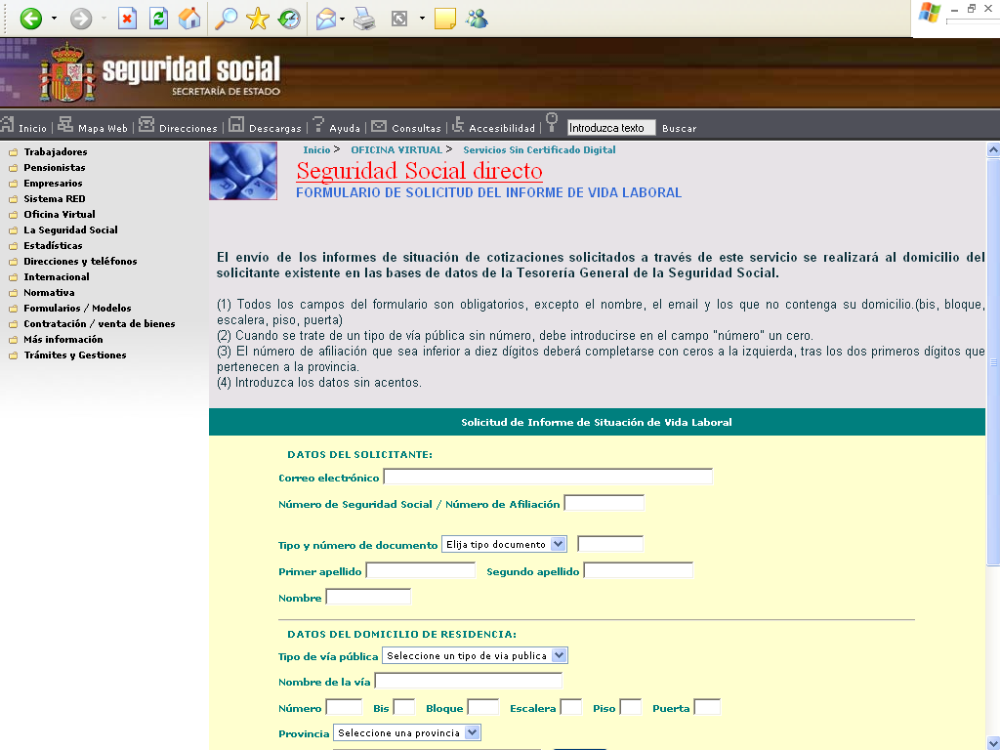 seguridad social
SECRETARÍA DE ESTADO
Inicio | Mapa Web | Direcciones | Descargas | Ayuda | Consultas | Accesibilidad | Introduzca texto Buscar
Trabajadores
Pensionistas
Empresarios
Sistema RED
Oficina Virtual
La Seguridad Social
Estadísticas
Direcciones y teléfonos
Internacional
Normativa
Formularios / Modelos
Contratación / venta de bienes
Más información
Trámites y Gestiones
Inicio > OFICINA VIRTUAL > Servicios Sin Certificado Digital
Seguridad Social directo
FORMULARIO DE SOLICITUD DEL INFORME DE VIDA LABORAL
El envío de los informes de situación de cotizaciones solicitados a través de este servicio se realizará al domicilio del
solicitante existente en las bases de datos de la Tesorería General de la Seguridad Social.
(1) Todos los campos del formulario son obligatorios, excepto el nombre, el email y los que no contenga su domicilio.(bis, bloque,
escalera, piso, puerta)
(2) Cuando se trate de un tipo de vía pública sin número, debe introducirse en el campo "número" un cero.
(3) El número de afiliación que sea inferior a diez dígitos deberá completarse con ceros a la izquierda, tras los dos primeros dígitos que
pertenecen a la provincia.
(4) Introduzca los datos sin acentos.
Solicitud de Informe de Situación de Vida Laboral
DATOS DEL SOLICITANTE:
Correo electrónico
Número de Seguridad Social / Número de Afiliación
Tipo y número de documento Elija tipo documento
Primer apellido Segundo apellido
Nombre
DATOS DEL DOMICILIO DE RESIDENCIA:
Tipo de vía pública Seleccione un tipo de via publica
Nombre de la vía
Número Bis Bloque Escalera Piso Puerta
Provincia Seleccione una provincia